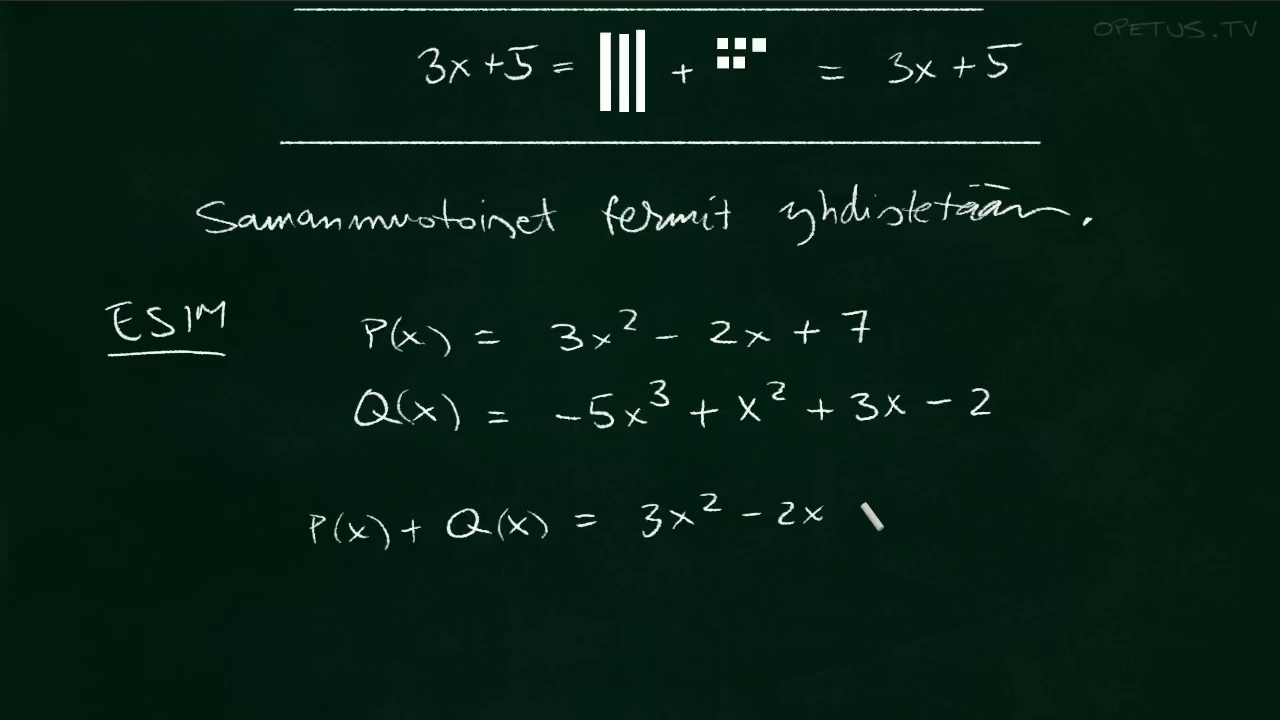 OPETUS.TV
3x + 5 = + = 3x + 5
Samanmuotoiset termit yhdistetään.
ESIM P(x) = 3x² - 2x + 7
Q(x) = -5x³ + x² + 3x - 2
P(x) + Q(x) = 3x² - 2x